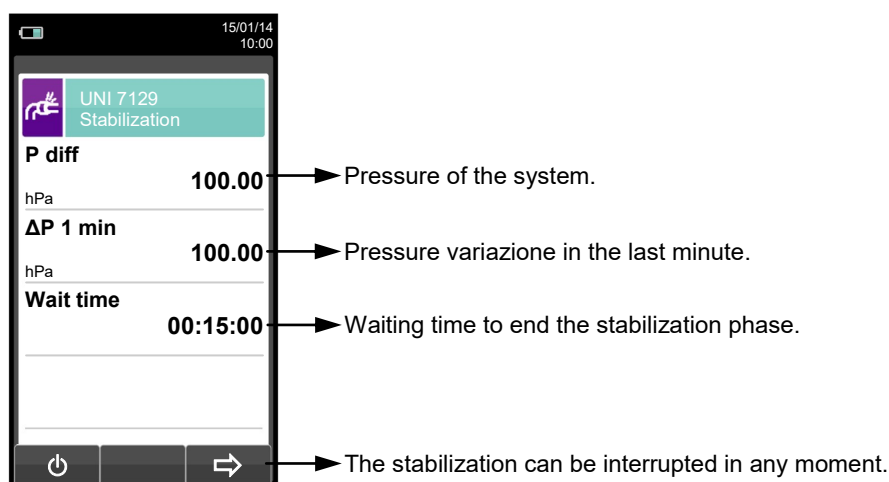 15/01/14
10:00
UNI 7129
Stabilization
P diff
100.00
hPa
Pressure of the system.
ΔP 1 min
100.00
hPa
Pressure variazione in the last minute.
Wait time
00:15:00
Waiting time to end the stabilization phase.
The stabilization can be interrupted in any moment.